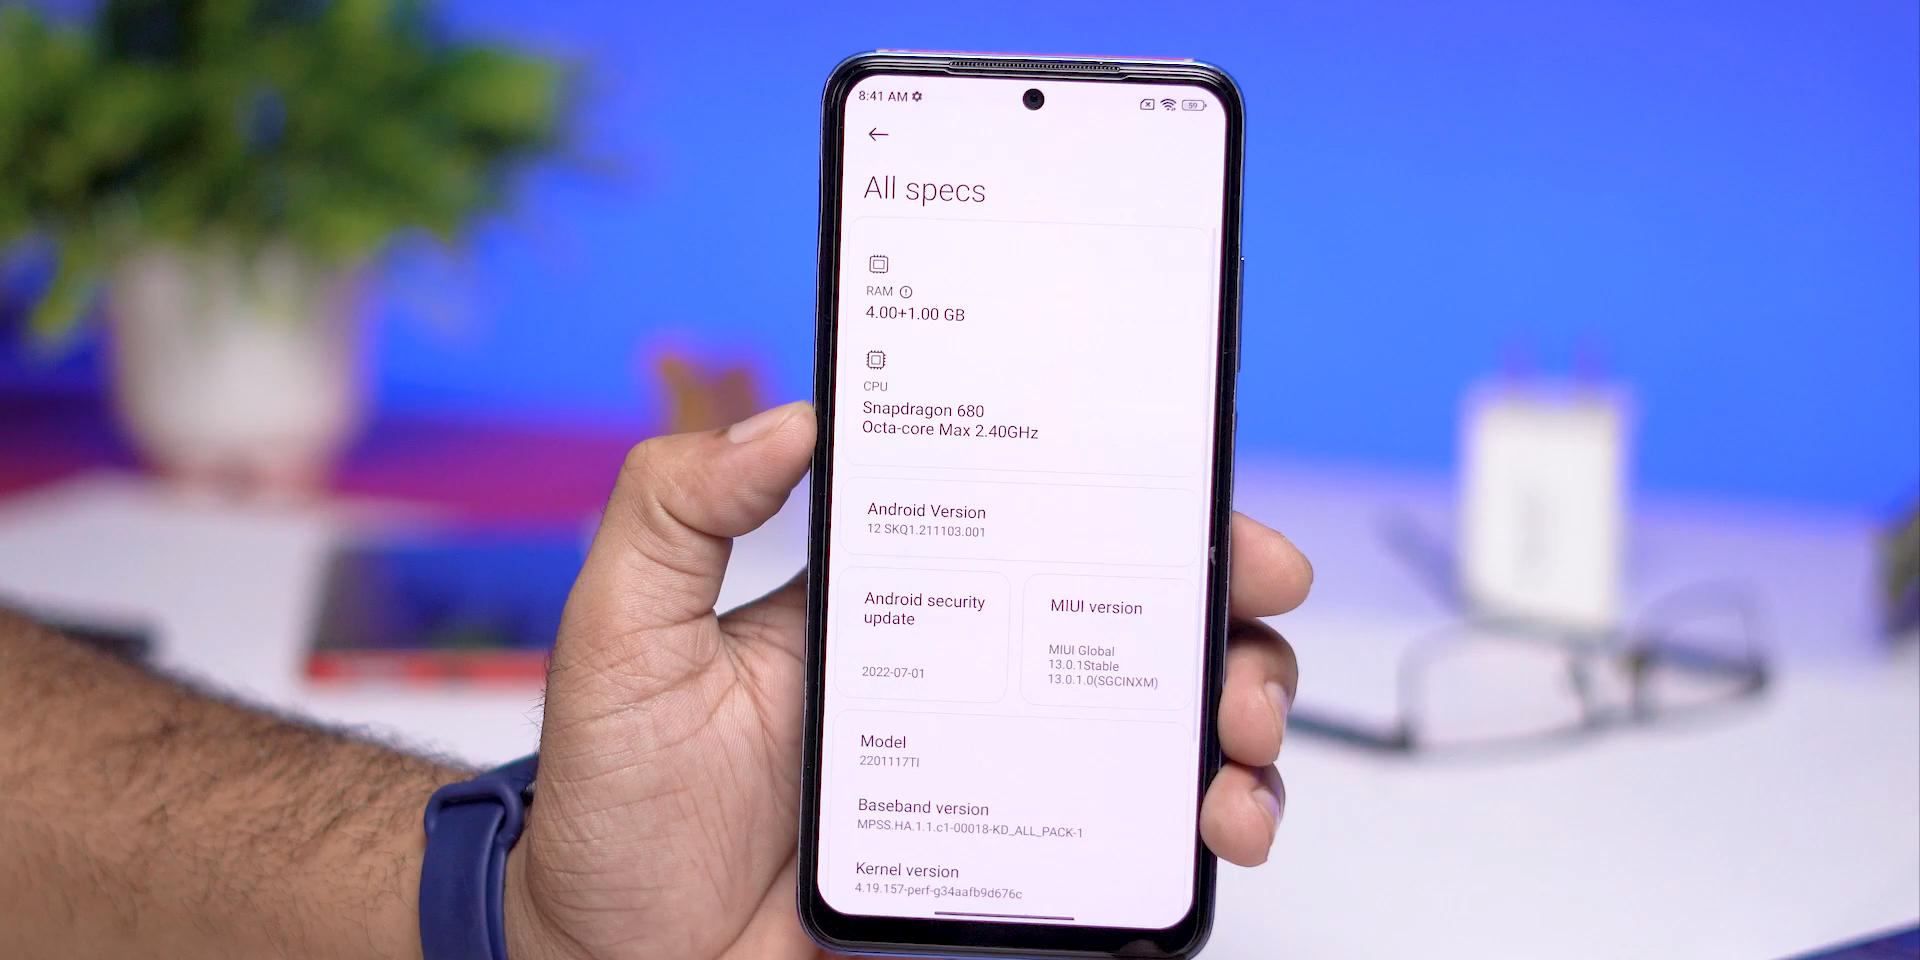 8:41 AM
59
All specs
RAM
4.00+1.00 GB
CPU
Snapdragon 680
Octa-core Max 2.40GHz
Android Version
12 SKQ1.211103.001
Android security
update
2022-07-01
MIUI version
MIUI Global
13.0.1Stable
13.0.1.0(SGCINXM)
Model
2201117TI
Baseband version
MPSS.HA.1.1.c1-00018-KD_ALL_PACK-1
Kernel version
4.19.157-perf-g34aafb9d676c